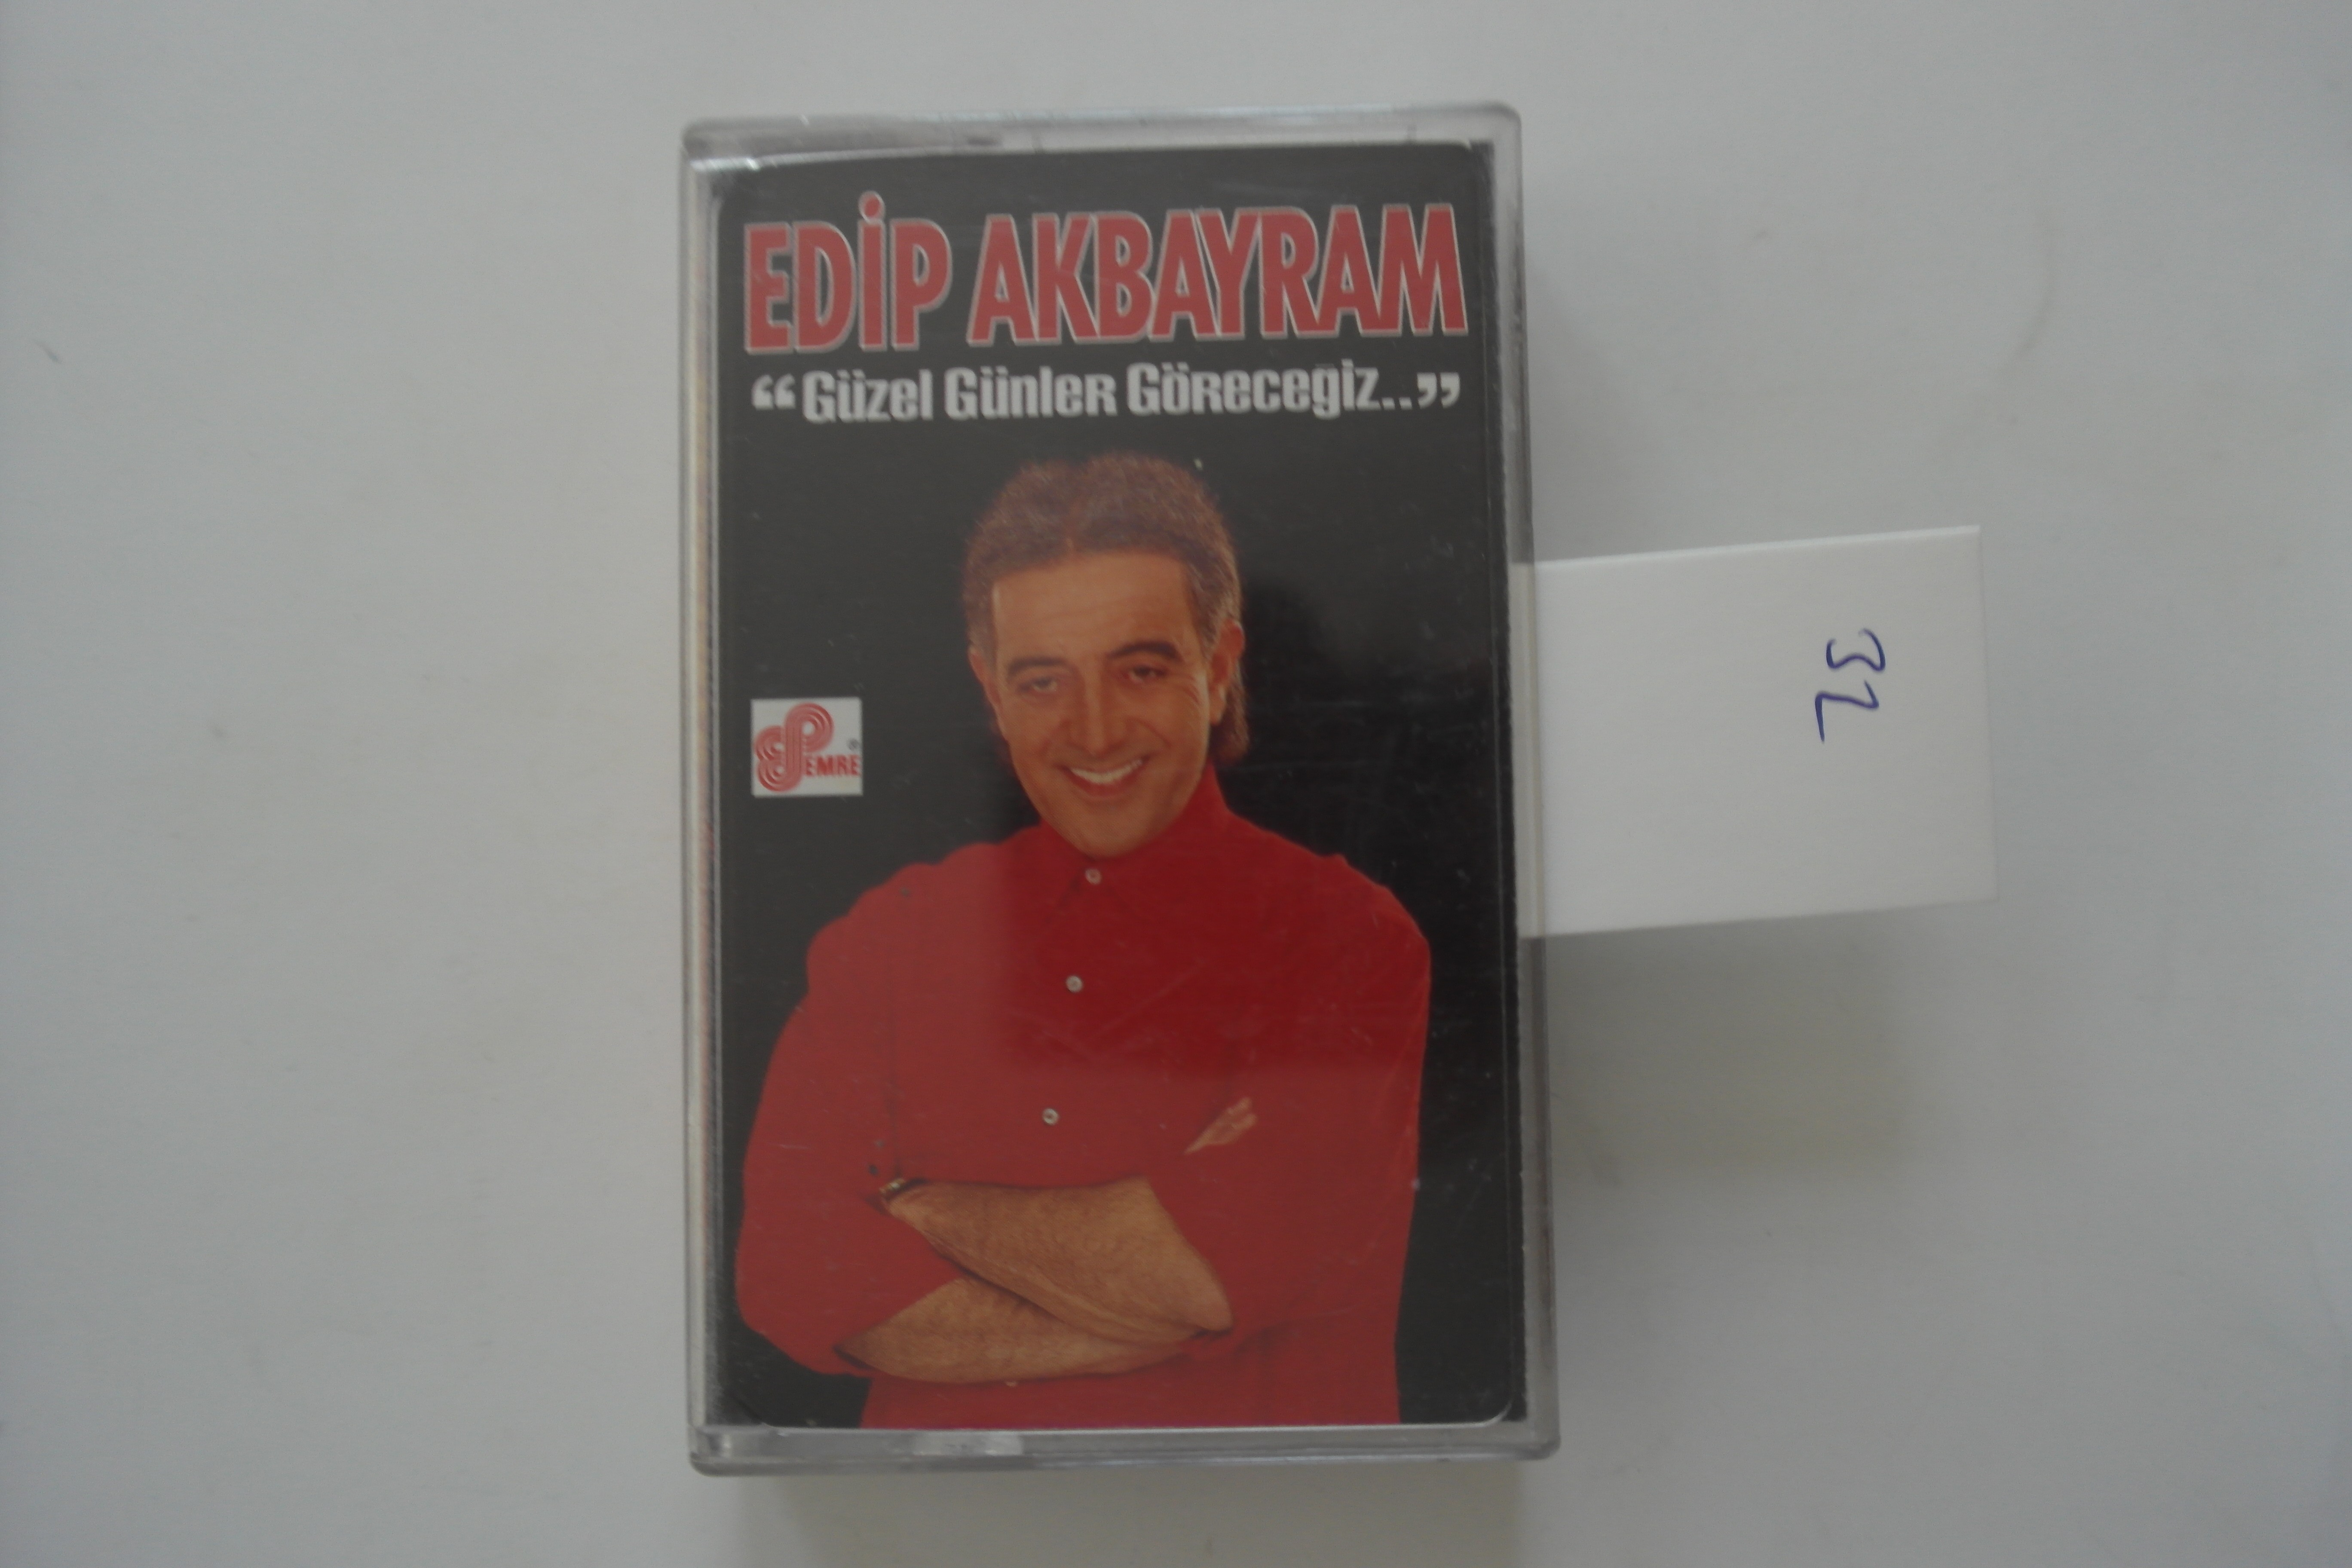 EDİP AKBAYRAM
“Güzel Günler Göreceğiz..”
EMRE ®
32